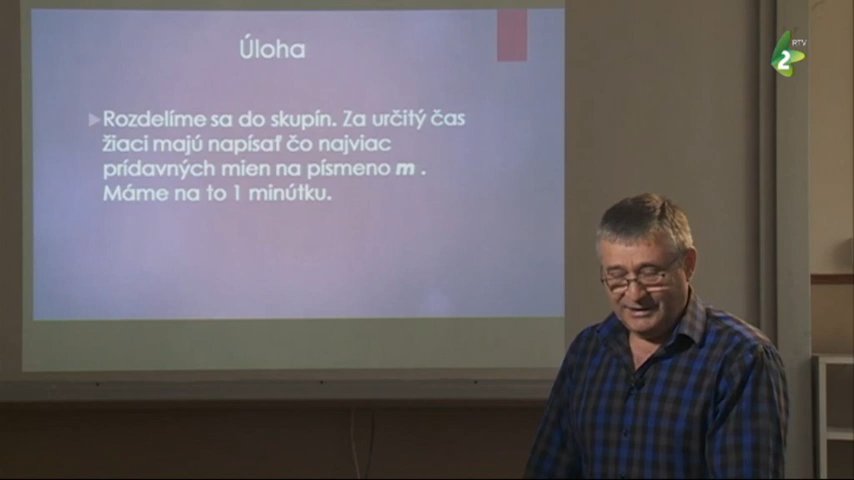 Úloha
Rozdelíme sa do skupín. Za určitý čas
žiaci majú napísať čo najviac
prídavných mien na písmeno m .
Máme na to 1 minútku.
RTV
2